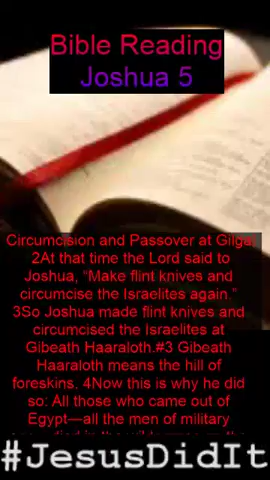 Bible Reading
Joshua 5
Circumcision and Passover at Gilgal
2At that time the Lord said to
Joshua, “Make flint knives and
circumcise the Israelites again.”
3So Joshua made flint knives and
circumcised the Israelites at
Gibeath Haaraloth.#3 Gibeath
Haaraloth means the hill of
foreskins. 4Now this is why he did
so: All those who came out of
Egypt—all the men of military
#JesusDidIt